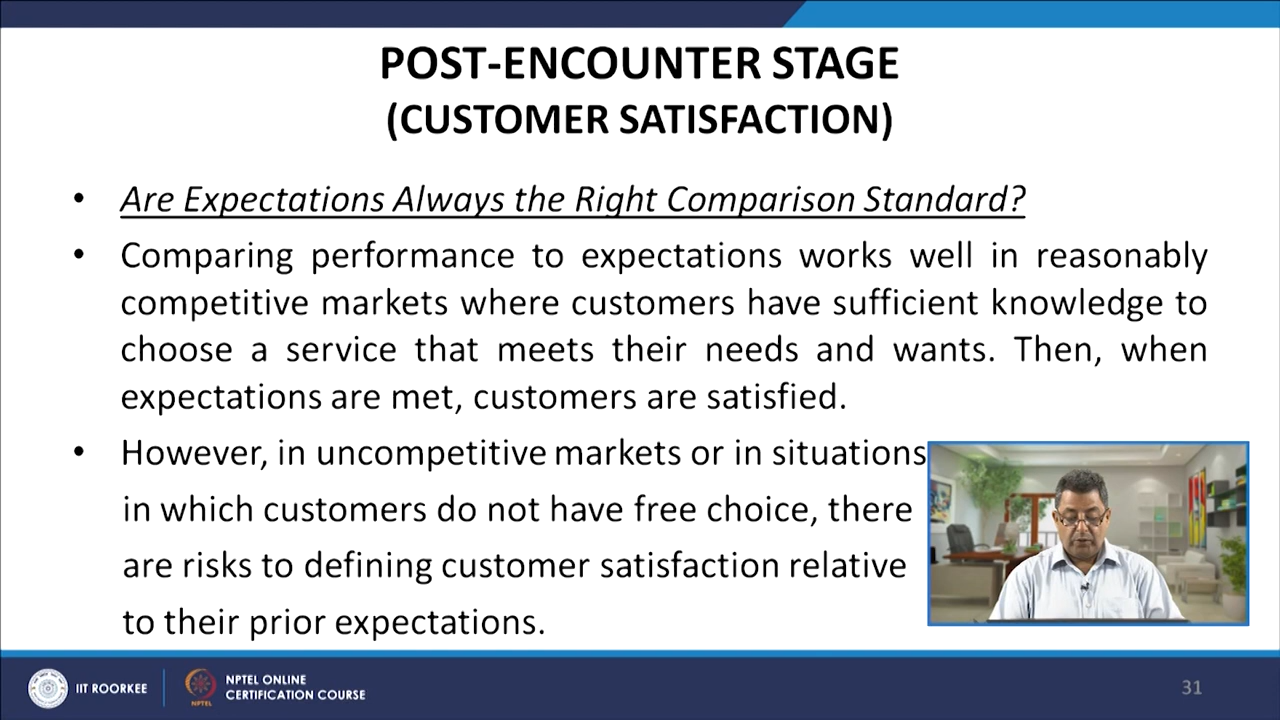 POST-ENCOUNTER STAGE
(CUSTOMER SATISFACTION)
• Are Expectations Always the Right Comparison Standard?
• Comparing performance to expectations works well in reasonably
competitive markets where customers have sufficient knowledge to
choose a service that meets their needs and wants. Then, when
expectations are met, customers are satisfied.
• However, in uncompetitive markets or in situations
in which customers do not have free choice, there
are risks to defining customer satisfaction relative
to their prior expectations.
IIT ROORKEE
NPTEL
NPTEL ONLINE
CERTIFICATION COURSE
31